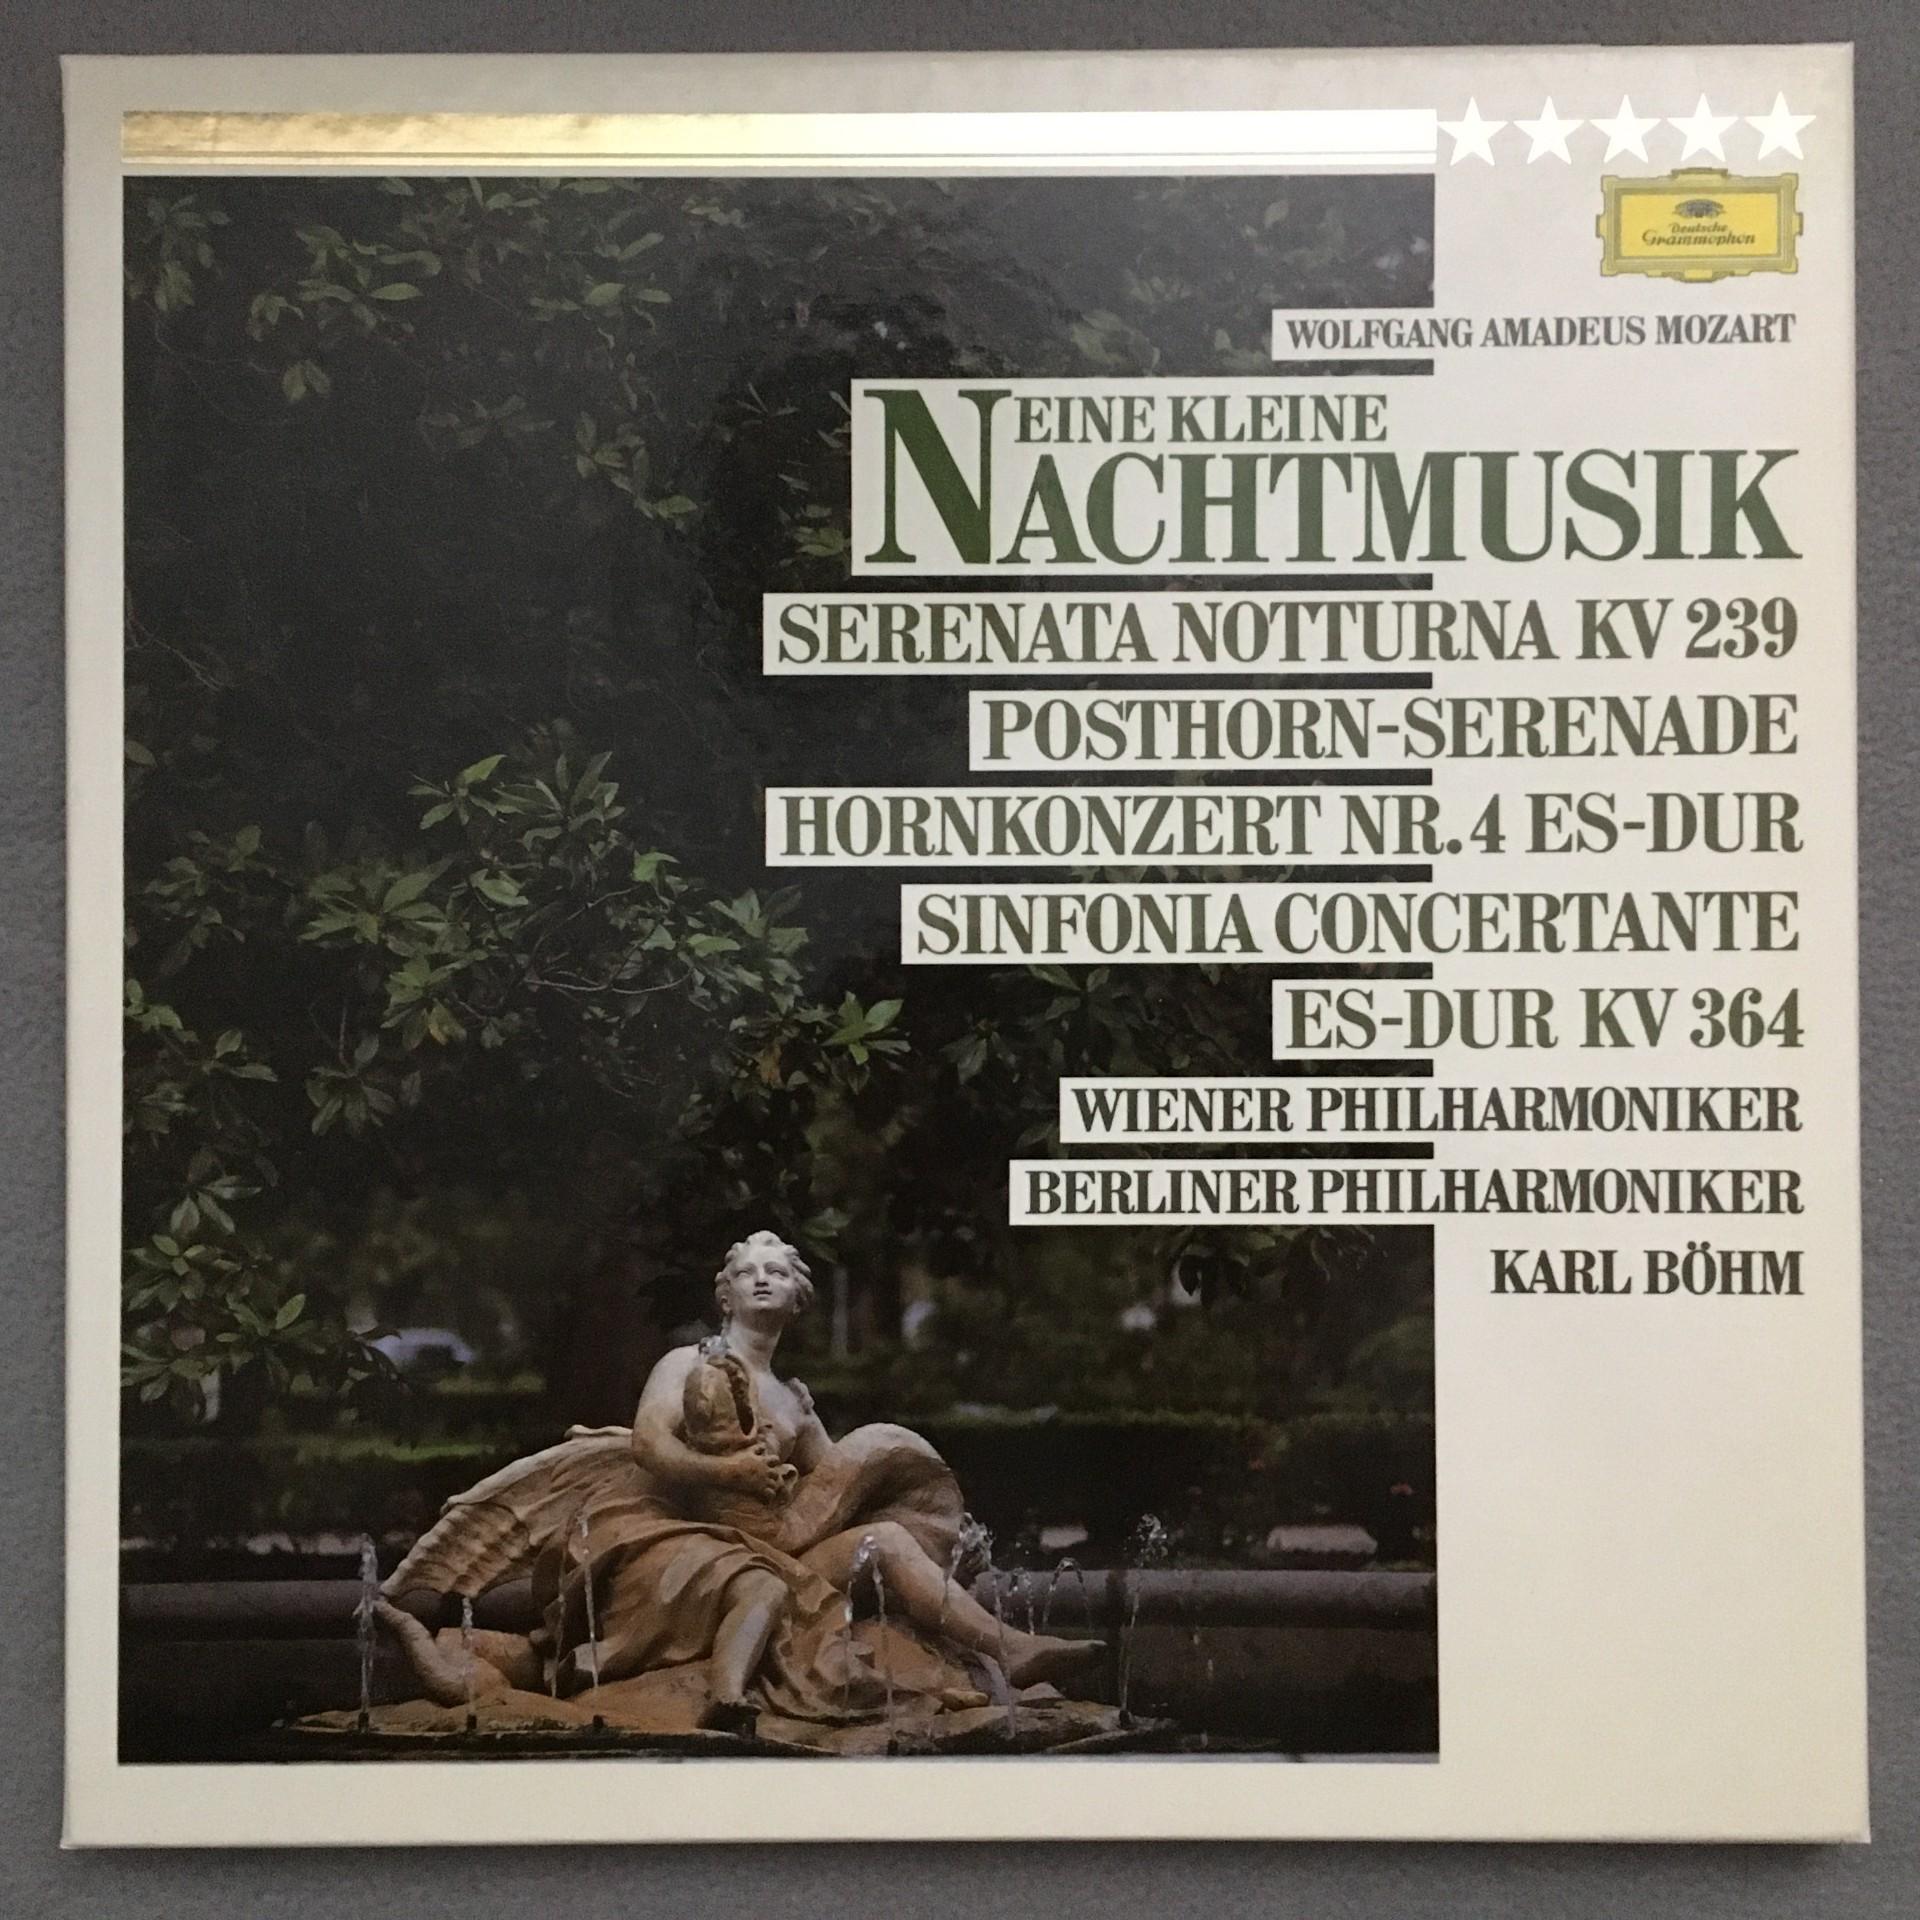 Deutsche
Grammophon
WOLFGANG AMADEUS MOZART
EINE KLEINE
NACHTMUSIK
SERENATA NOTTURNA KV 239
POSTHORN-SERENADE
HORNKONZERT NR. 4 ES-DUR
SINFONIA CONCERTANTE
ES-DUR KV 364
WIENER PHILHARMONIKER
BERLINER PHILHARMONIKER
KARL BÖHM